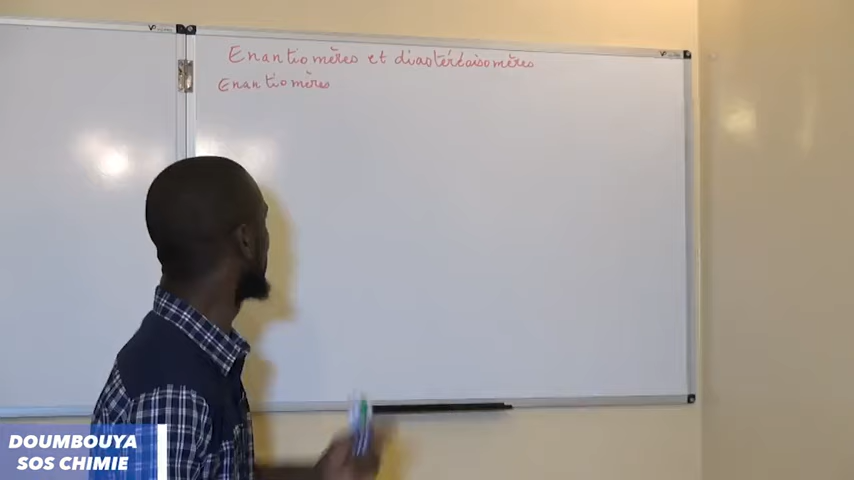 Enantiomères et diastéréoisomères
Enantiomères
DOUMBOUYA
SOS CHIMIE